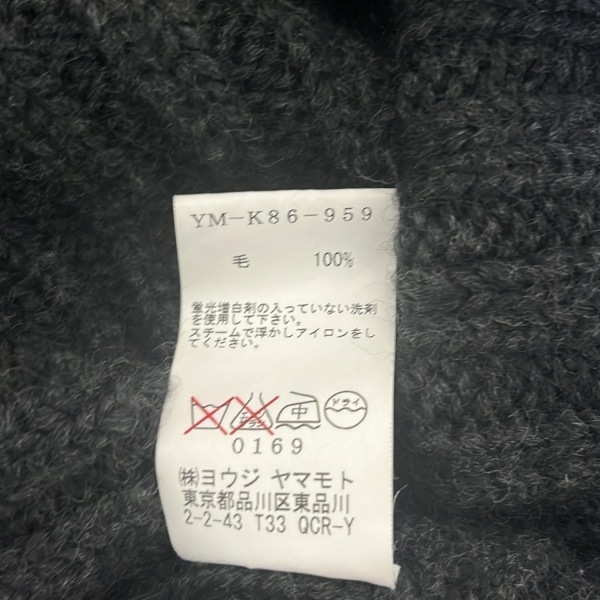 YM-K86-959
毛 100%
蛍光増白剤の入っていない洗剤
を使用して下さい。
スチームで浮かしアイロンをし
てください。
中 ドライ
0169
㈱ヨウジ ヤマモト
東京都品川区東品川
2-2-43 T33 QCR-Y